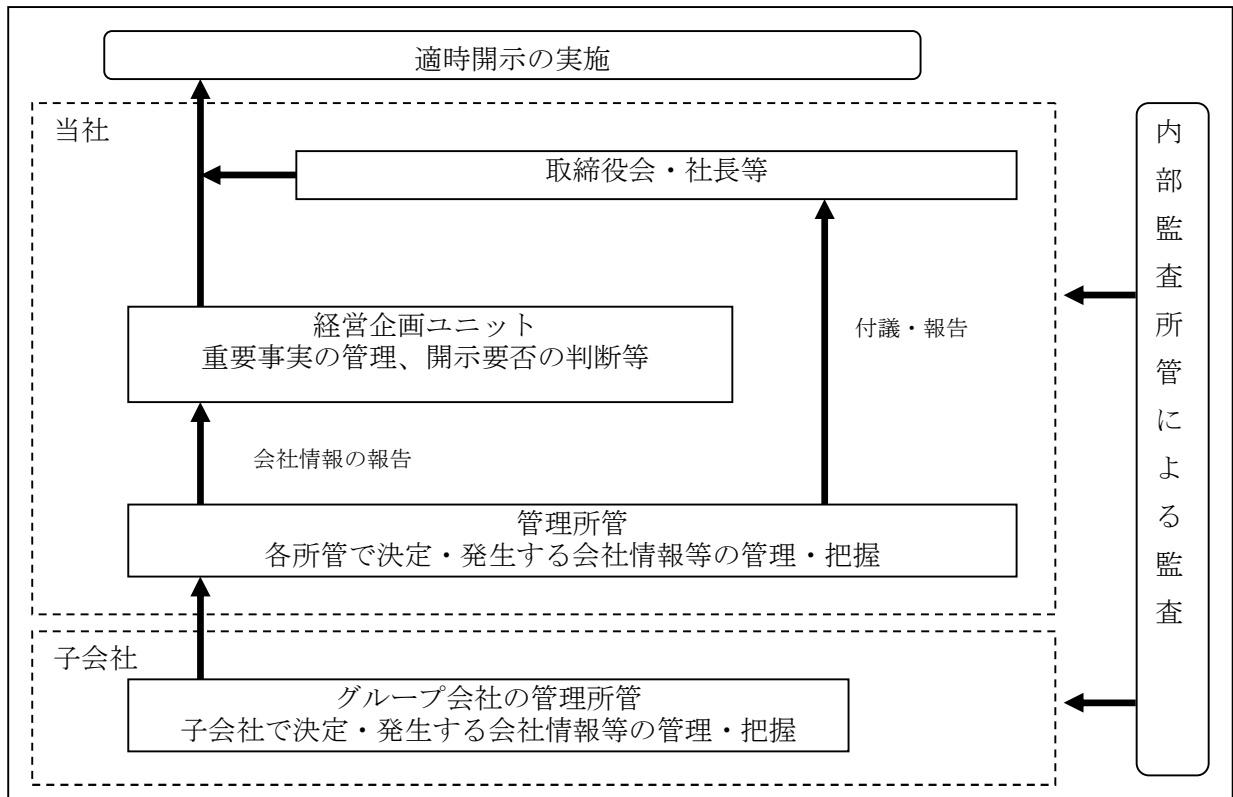 適時開示の実施
当社
取締役会・社長等
経営企画ユニット
重要事実の管理、開示要否の判断等
付議・報告
会社情報の報告
管理所管
各所管で決定・発生する会社情報等の管理・把握
子会社
グループ会社の管理所管
子会社で決定・発生する会社情報等の管理・把握
内部監査所管による監査